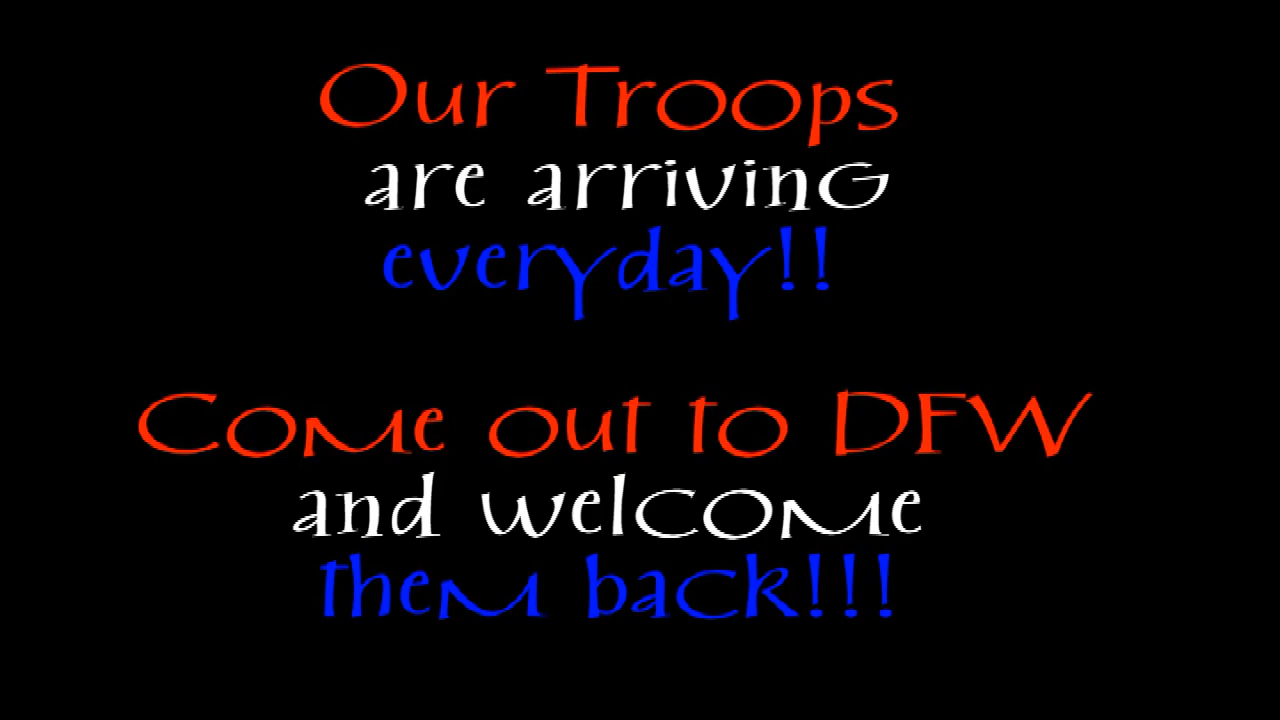 Our Troops
are arriving
everyday!!
Come out to DFW
and welcome
them back!!!